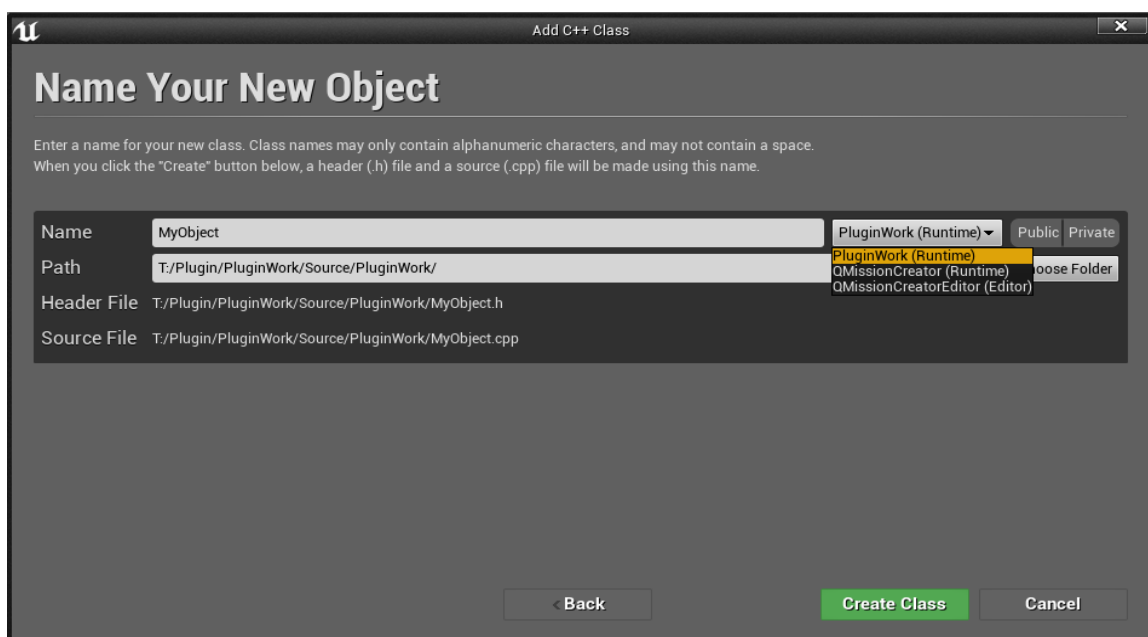 Add C++ Class
Name Your New Object
Enter a name for your new class. Class names may only contain alphanumeric characters, and may not contain a space.
When you click the "Create" button below, a header (.h) file and a source (.cpp) file will be made using this name.
Name MyObject PluginWork (Runtime) Public Private
PluginWork (Runtime)
Path T:/Plugin/PluginWork/Source/PluginWork/ QMissionCreator (Runtime) oose Folder
QMissionCreatorEditor (Editor)
Header File T:/Plugin/PluginWork/Source/PluginWork/MyObject.h
Source File T:/Plugin/PluginWork/Source/PluginWork/MyObject.cpp
< Back Create Class Cancel